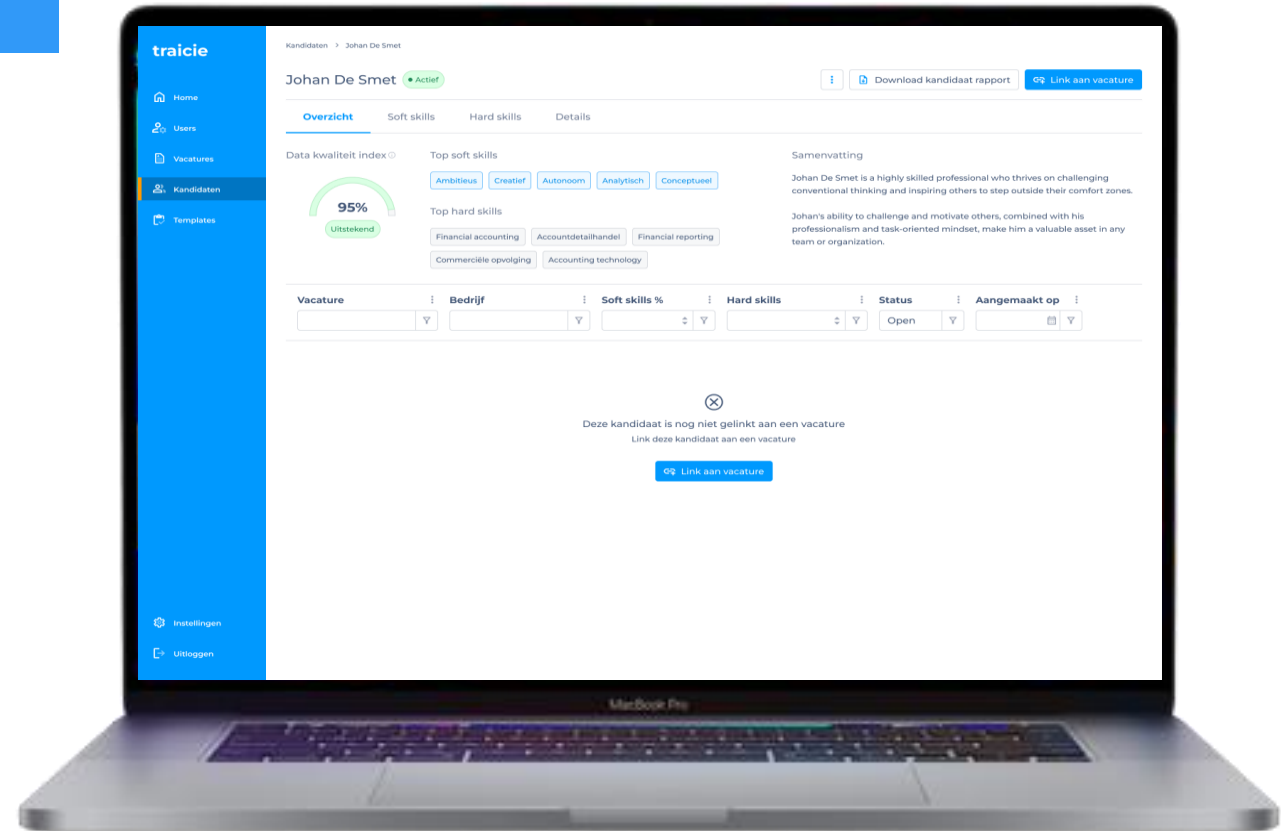 traicie
Home
Users
Vacatures
Kandidaten
Templates
Instellingen
Uitloggen
Kandidaten > Johan De Smet
Johan De Smet
Actief
Download kandidaat rapport
Link aan vacature
Overzicht
Soft skills
Hard skills
Details
Data kwaliteit index
95%
Uitstekend
Top soft skills
Ambitieus
Creatief
Autonoom
Analytisch
Conceptueel
Top hard skills
Financial accounting
Accountdetailhandel
Financial reporting
Commerciële opvolging
Accounting technology
Samenvatting
Johan De Smet is a highly skilled professional who thrives on challenging
conventional thinking and inspiring others to step outside their comfort zones.
Johan's ability to challenge and motivate others, combined with his
professionalism and task-oriented mindset, make him a valuable asset in any
team or organization.
Vacature
Bedrijf
Soft skills %
Hard skills
Status
Aangemaakt op
Open
Deze kandidaat is nog niet gelinkt aan een vacature
Link deze kandidaat aan een vacature
Link aan vacature
MacBook Pro